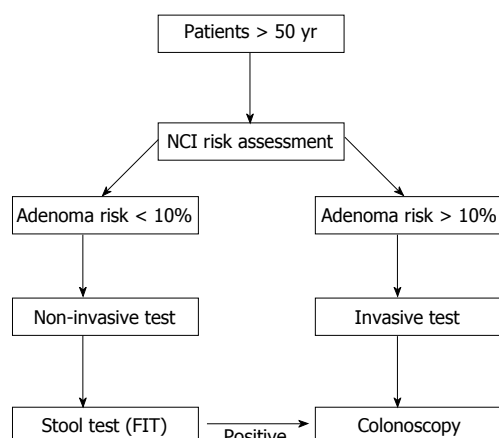 Patients > 50 yr
NCI risk assessment
Adenoma risk < 10%
Adenoma risk > 10%
Non-invasive test
Invasive test
Stool test (FIT)
Positive
Colonoscopy